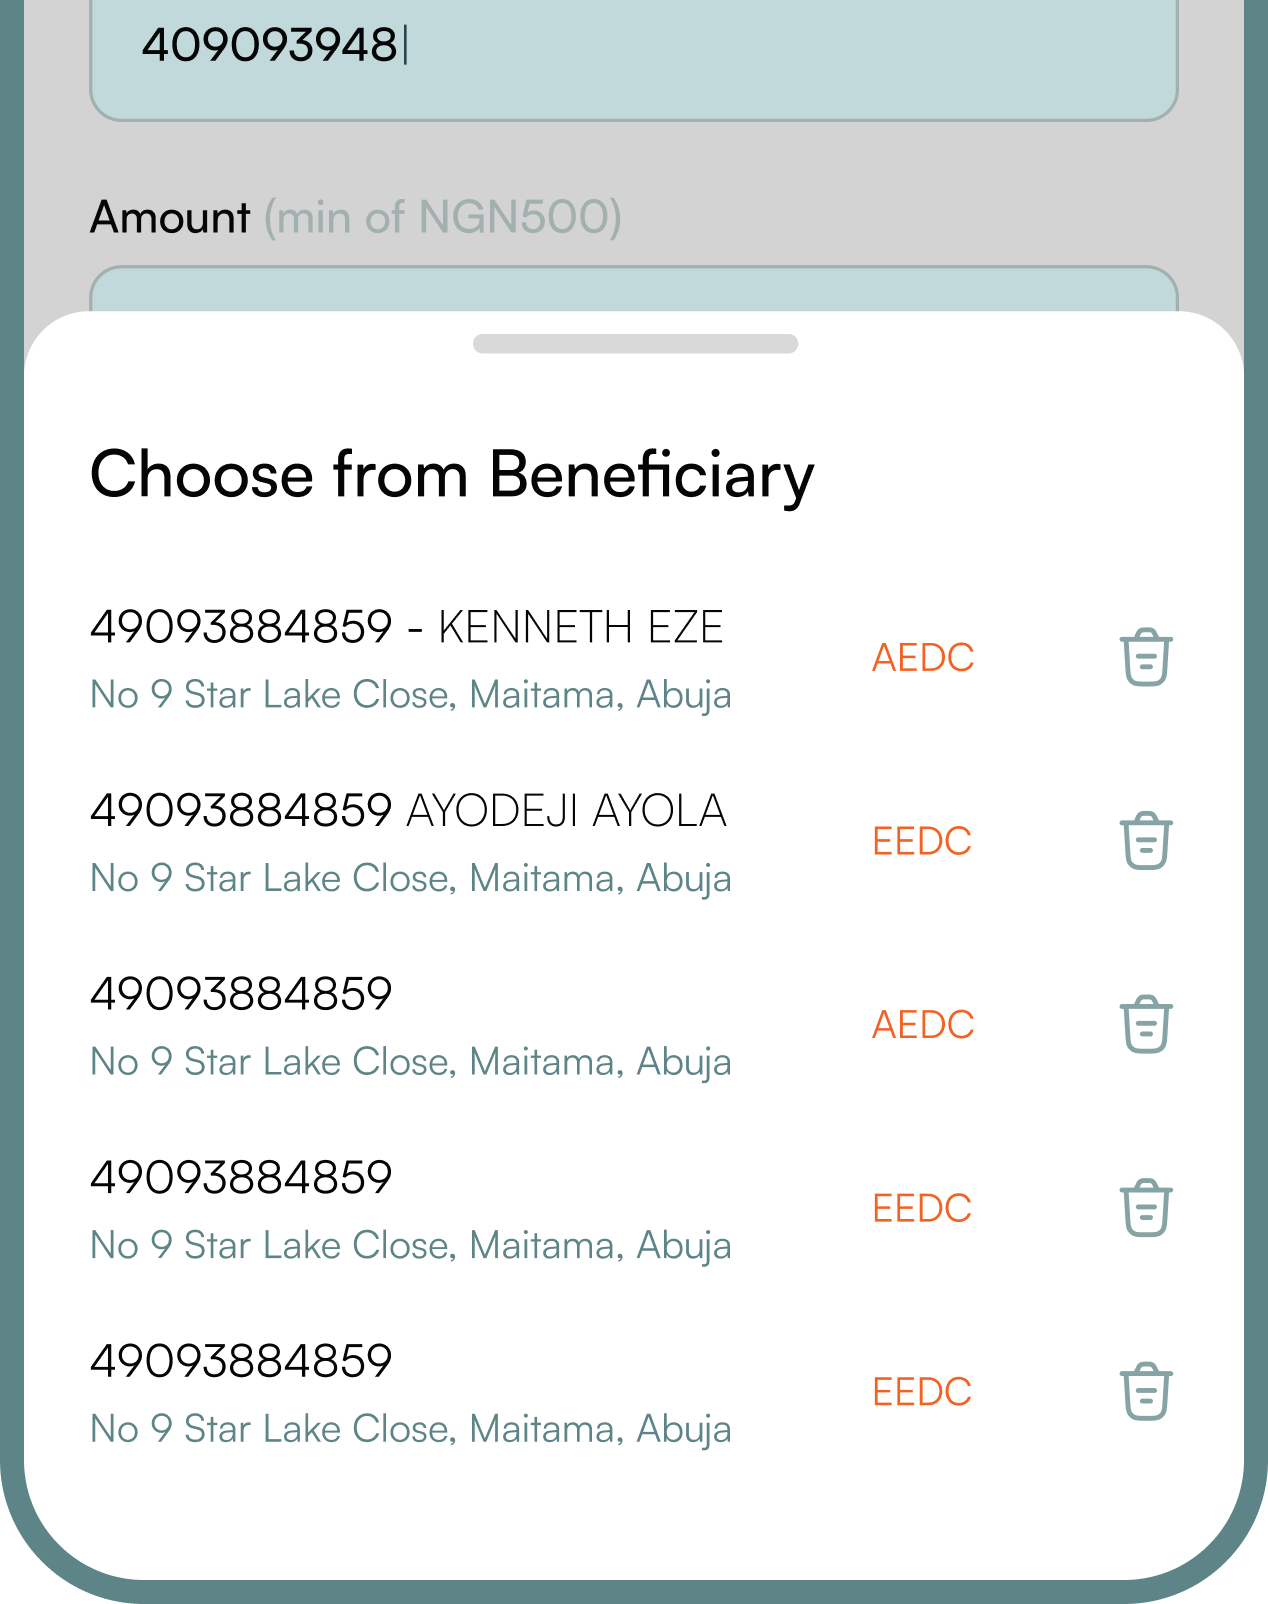 409093948
Amount (min of NGN500)
Choose from Beneficiary
49093884859 - KENNETH EZE
No 9 Star Lake Close, Maitama, Abuja
AEDC
49093884859 AYODEJI AYOLA
No 9 Star Lake Close, Maitama, Abuja
EEDC
49093884859
No 9 Star Lake Close, Maitama, Abuja
AEDC
49093884859
No 9 Star Lake Close, Maitama, Abuja
EEDC
49093884859
No 9 Star Lake Close, Maitama, Abuja
EEDC